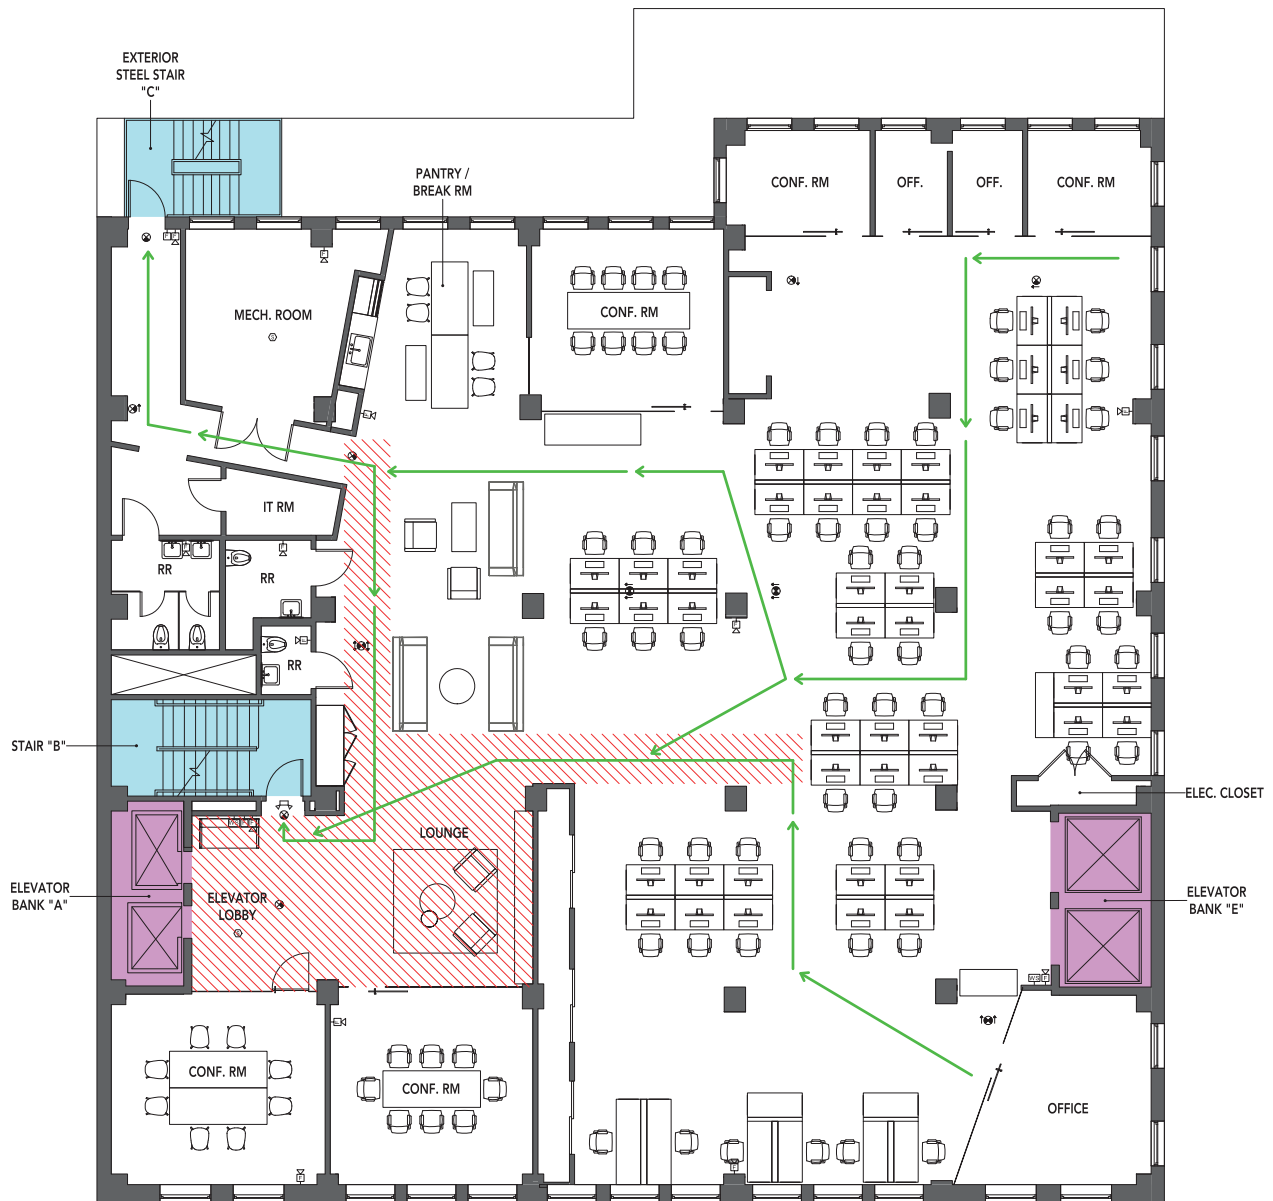 EXTERIOR
STEEL STAIR
"C"
PANTRY /
BREAK RM
CONF. RM
OFF.
OFF.
CONF. RM
MECH. ROOM
CONF. RM
S
IT RM
RR
RR
RR
STAIR "B"
ELEC. CLOSET
LOUNGE
ELEVATOR
BANK "A"
ELEVATOR
LOBBY
S
ELEVATOR
BANK "E"
WS
F
CONF. RM
CONF. RM
OFFICE